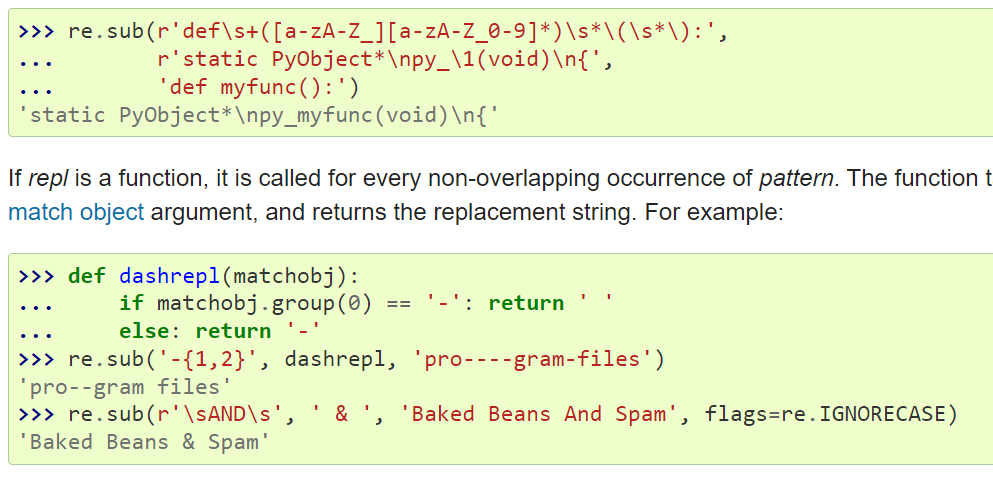 >>> re.sub(r'def\s+([a-zA-Z_][a-zA-Z_0-9]*)\s*\(\s*\):',
...        r'static PyObject*\npy_\1(void)\n{',
...        'def myfunc():')
'static PyObject*\npy_myfunc(void)\n{'
If repl is a function, it is called for every non-overlapping occurrence of pattern. The function t
match object argument, and returns the replacement string. For example:
>>> def dashrepl(matchobj):
...     if matchobj.group(0) == '-': return ' '
...     else: return '-'
>>> re.sub('-{1,2}', dashrepl, 'pro----gram-files')
'pro--gram files'
>>> re.sub(r'\sAND\s', ' & ', 'Baked Beans And Spam', flags=re.IGNORECASE)
'Baked Beans & Spam'